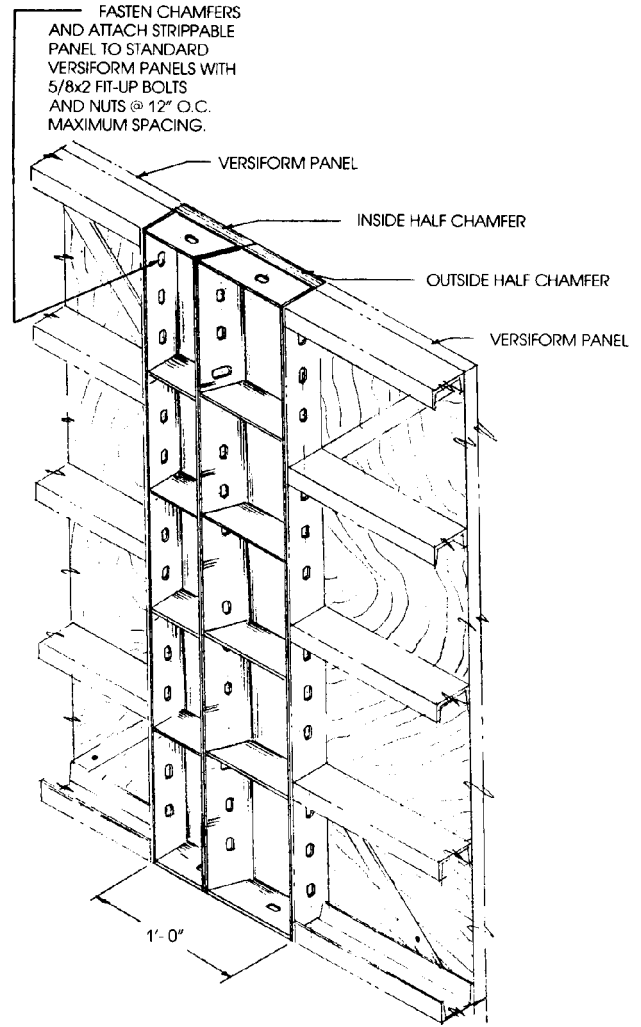 FASTEN CHAMFERS
AND ATTACH STRIPPABLE
PANEL TO STANDARD
VERSIFORM PANELS WITH
5/8x2 FIT-UP BOLTS
AND NUTS @ 12" O.C.
MAXIMUM SPACING.
VERSIFORM PANEL
INSIDE HALF CHAMFER
OUTSIDE HALF CHAMFER
VERSIFORM PANEL
1'-0"